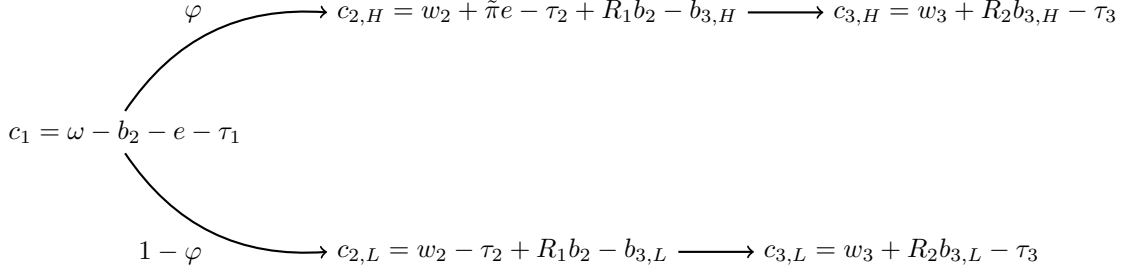 φ
c_{2,H} = w_2 + π̃e − τ_2 + R_1b_2 − b_{3,H} ⟶ c_{3,H} = w_3 + R_2b_{3,H} − τ_3
c_1 = ω − b_2 − e − τ_1
1 − φ
c_{2,L} = w_2 − τ_2 + R_1b_2 − b_{3,L} ⟶ c_{3,L} = w_3 + R_2b_{3,L} − τ_3